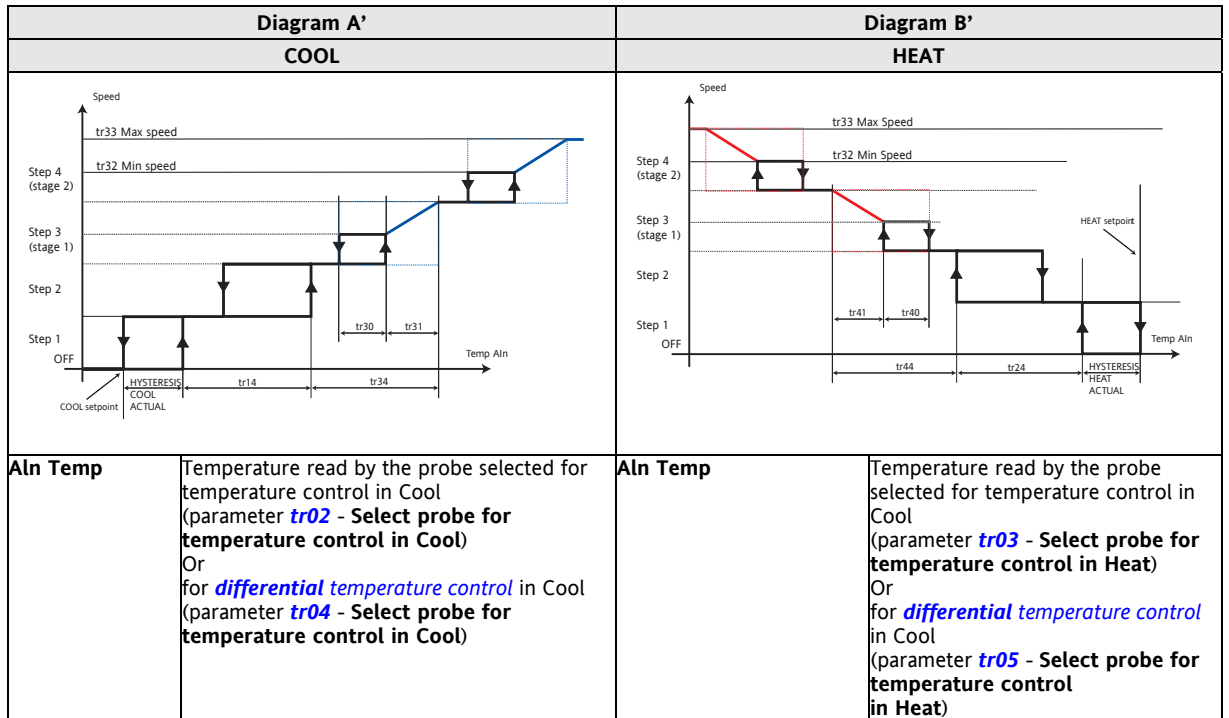 Diagram A’
Diagram B’
COOL
HEAT
Speed
tr33 Max speed
tr32 Min speed
Step 4
(stage 2)
Step 3
(stage 1)
Step 2
Step 1
OFF
tr30
tr31
Temp AIn
HYSTERESIS
COOL
ACTUAL
tr14
tr34
COOL setpoint
Speed
tr33 Max Speed
tr32 Min Speed
Step 4
(stage 2)
Step 3
(stage 1)
HEAT setpoint
Step 2
Step 1
OFF
tr41
tr40
Temp AIn
tr44
tr24
HYSTERESIS
HEAT
ACTUAL
Aln Temp
Temperature read by the probe selected for
temperature control in Cool
(parameter tr02 - Select probe for
temperature control in Cool)
Or
for differential temperature control in Cool
(parameter tr04 - Select probe for
temperature control in Cool)
Aln Temp
Temperature read by the probe
selected for temperature control in
Cool
(parameter tr03 - Select probe for
temperature control in Heat)
Or
for differential temperature control
in Cool
(parameter tr05 - Select probe for
temperature control
in Heat)